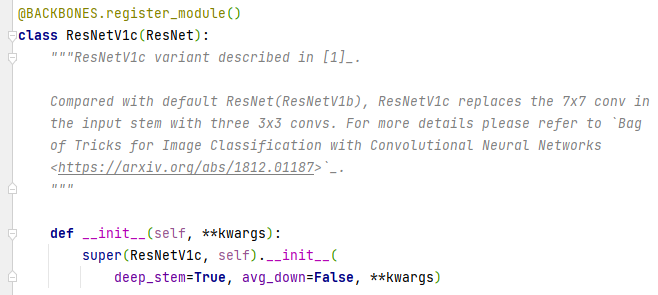 @BACKBONES.register_module()
class ResNetV1c(ResNet):
    """ResNetV1c variant described in [1]_.

    Compared with default ResNet(ResNetV1b), ResNetV1c replaces the 7x7 conv in
    the input stem with three 3x3 convs. For more details please refer to `Bag
    of Tricks for Image Classification with Convolutional Neural Networks
    <https://arxiv.org/abs/1812.01187>`_.
    """

    def __init__(self, **kwargs):
        super(ResNetV1c, self).__init__(
            deep_stem=True, avg_down=False, **kwargs)